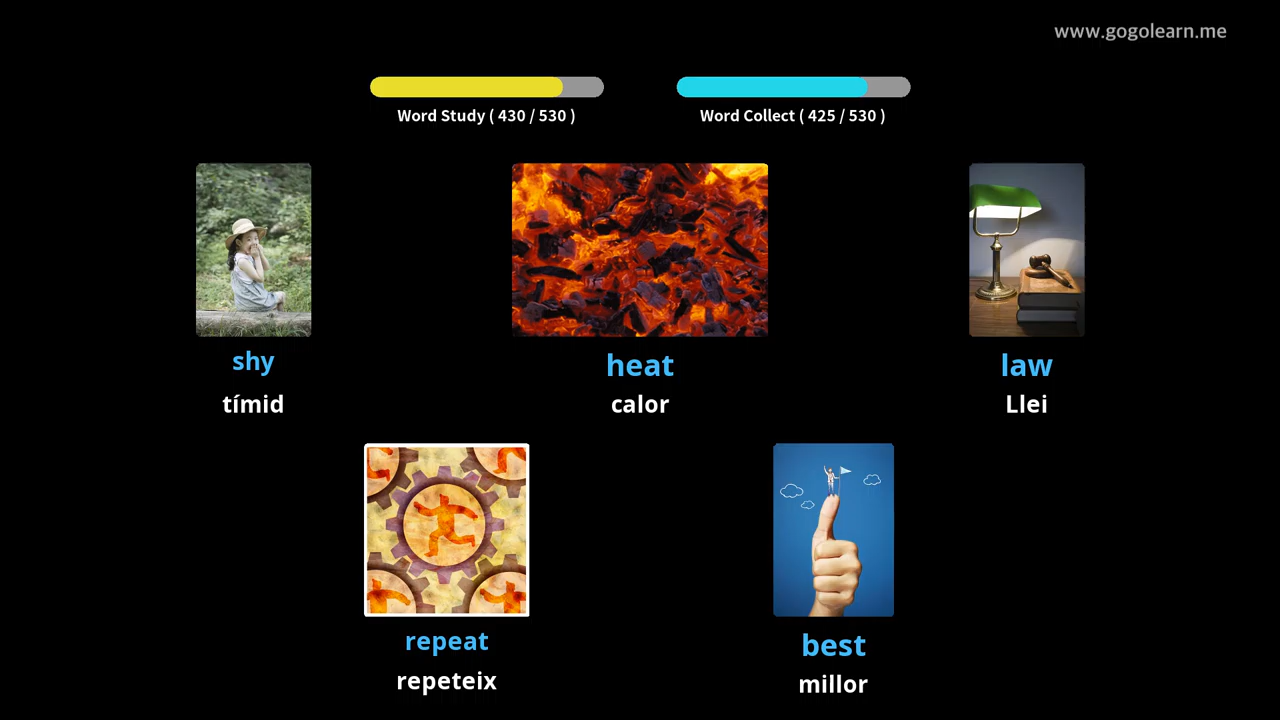 www.gogolearn.me
Word Study ( 430 / 530 )
Word Collect ( 425 / 530 )
shy
tímid
heat
calor
law
Llei
repeat
repeteix
best
millor